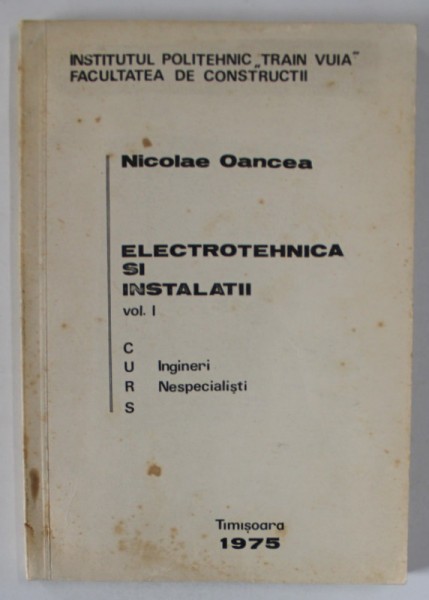 INSTITUTUL POLITEHNIC „TRAIN VUIA”
FACULTATEA DE CONSTRUCTII
Nicolae Oancea
ELECTROTEHNICA
SI
INSTALATII
vol. I
C
U Ingineri
R Nespecialişti
S
Timişoara
1975